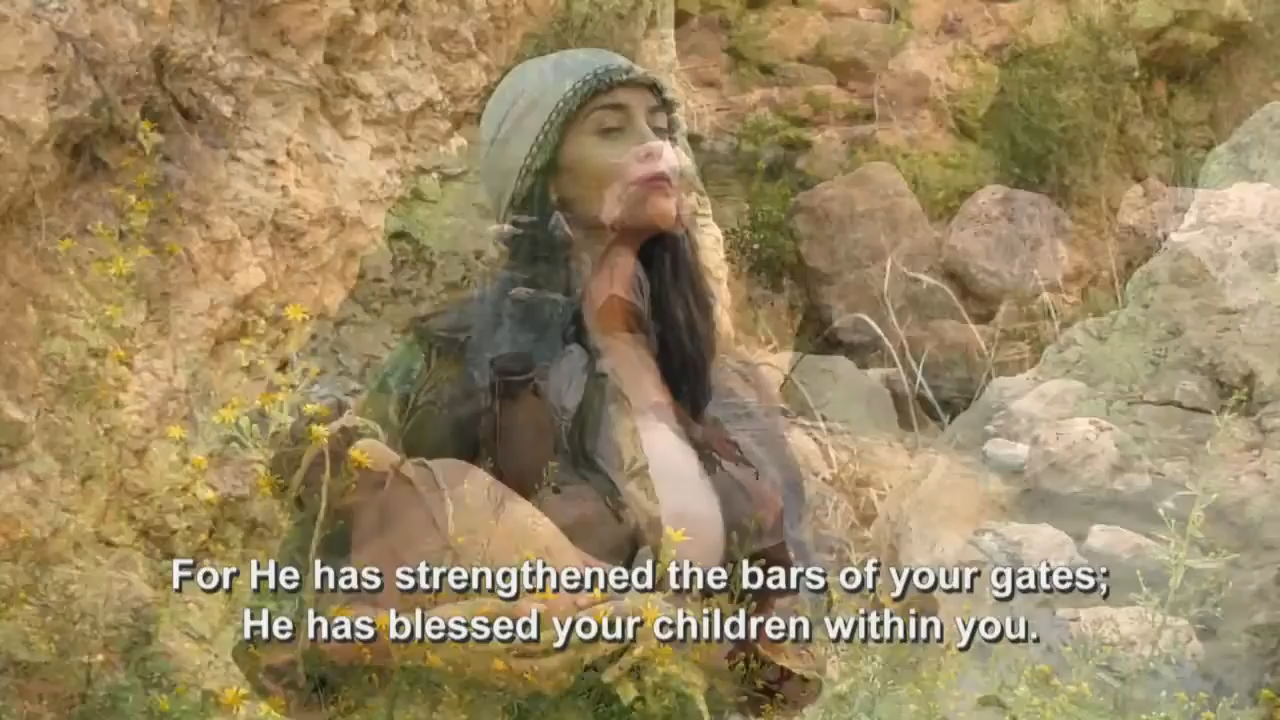 For He has strengthened the bars of your gates;
He has blessed your children within you.